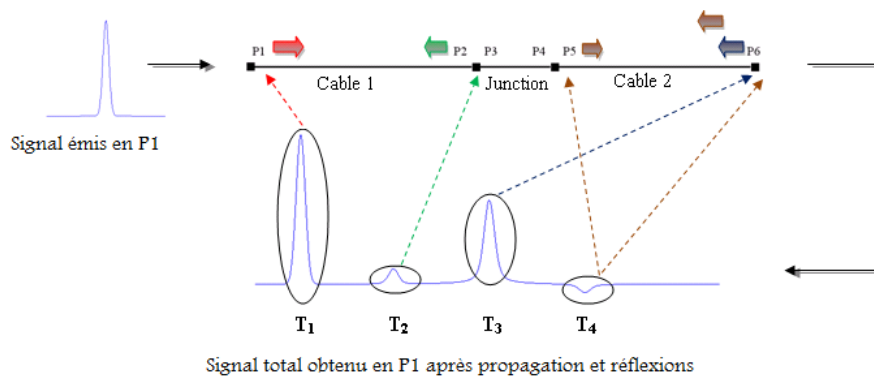 P1 P2 P3 P4 P5 P6
Cable 1 Junction Cable 2
Signal émis en P1
T1 T2 T3 T4
Signal total obtenu en P1 après propagation et réflexions